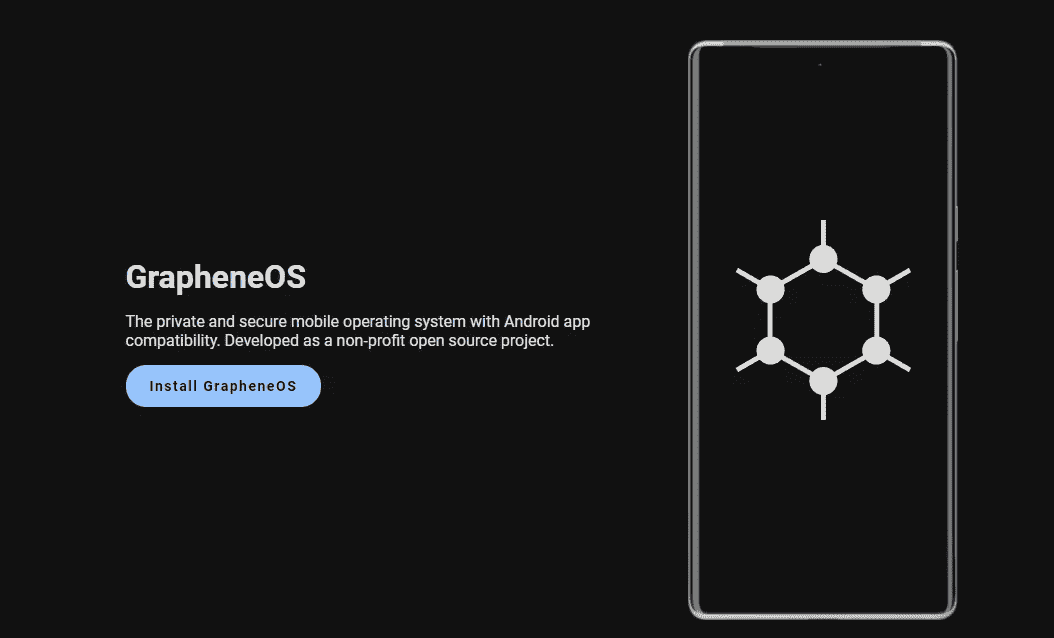 GrapheneOS
The private and secure mobile operating system with Android app
compatibility. Developed as a non-profit open source project.
Install GrapheneOS